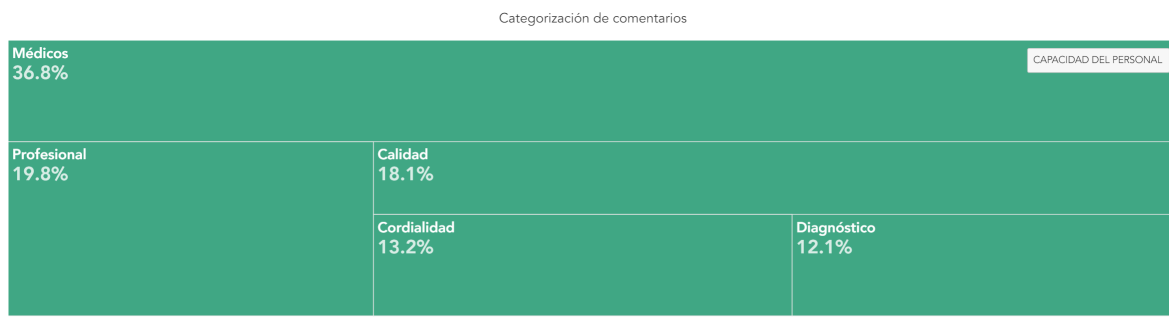 Categorización de comentarios
Médicos
36.8%
CAPACIDAD DEL PERSONAL
Profesional
19.8%
Calidad
18.1%
Cordialidad
13.2%
Diagnóstico
12.1%